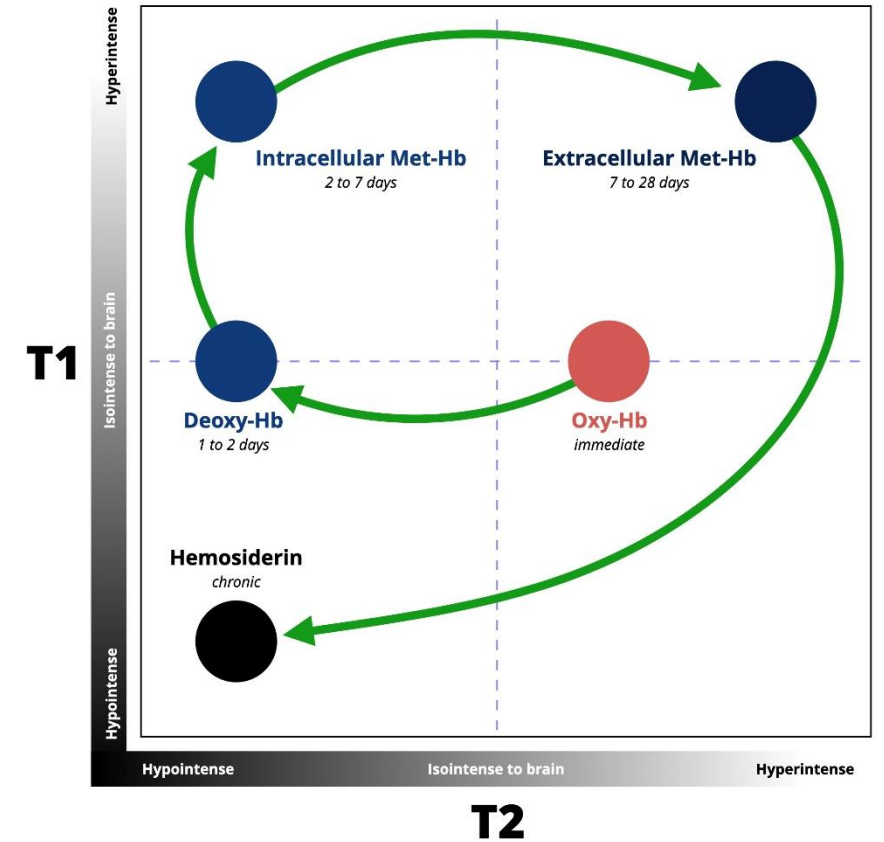 Hyperintense
Intracellular Met-Hb
2 to 7 days
Extracellular Met-Hb
7 to 28 days
T1
Isointense to brain
Deoxy-Hb
1 to 2 days
Oxy-Hb
immediate
Hemosiderin
chronic
Hypointense
Hypointense
Isointense to brain
Hyperintense
T2